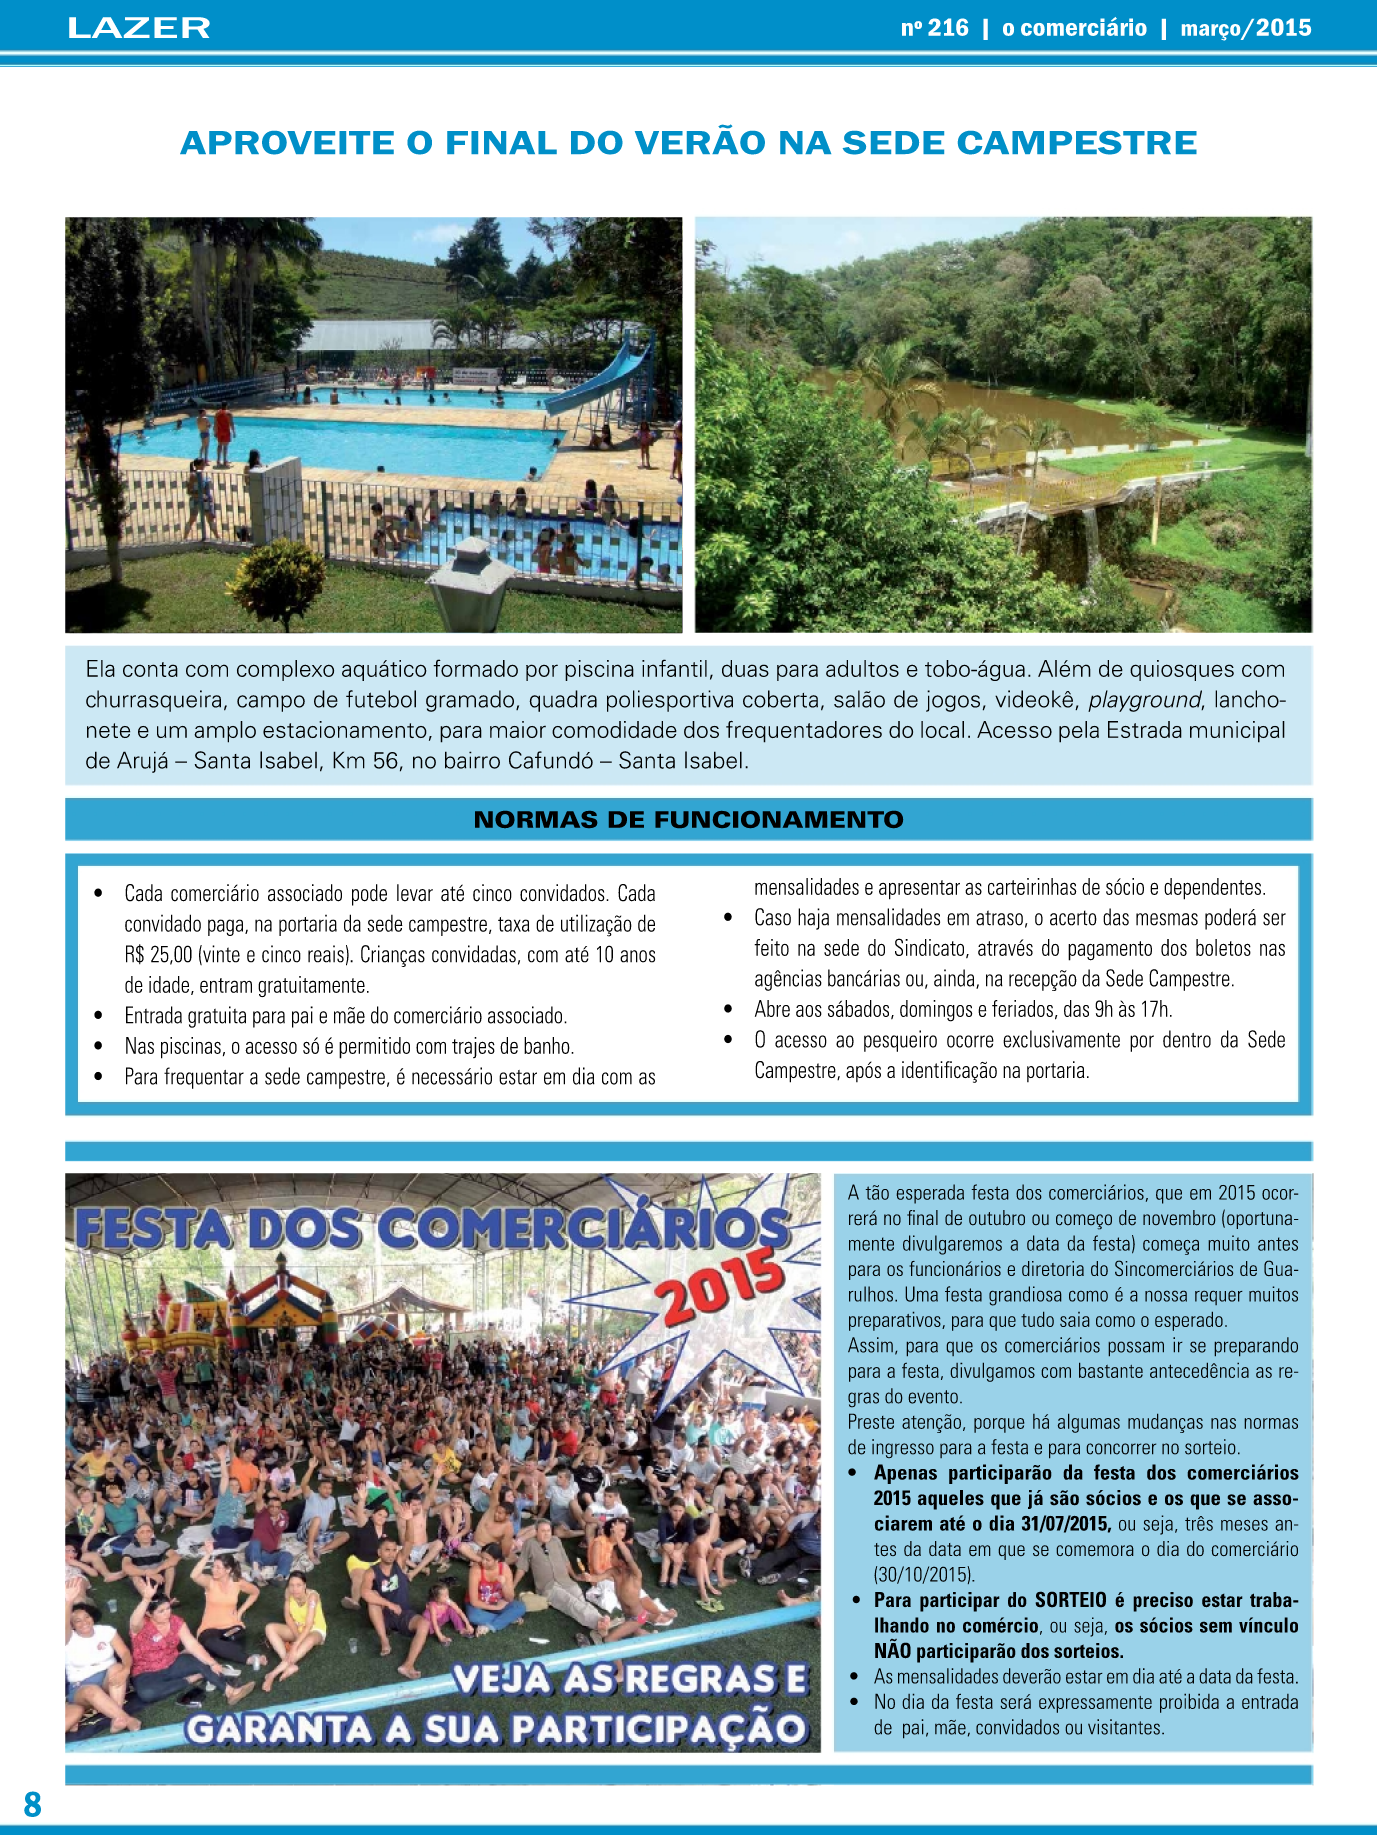 LAZER
nº 216 | o comerciário | março/2015
APROVEITE O FINAL DO VERÃO NA SEDE CAMPESTRE
Ela conta com complexo aquático formado por piscina infantil, duas para adultos e tobo-água. Além de quiosques com
churrasqueira, campo de futebol gramado, quadra poliesportiva coberta, salão de jogos, videokê, playground, lancho-
nete e um amplo estacionamento, para maior comodidade dos frequentadores do local. Acesso pela Estrada municipal
de Arujá – Santa Isabel, Km 56, no bairro Cafundó – Santa Isabel.
NORMAS DE FUNCIONAMENTO
• Cada comerciário associado pode levar até cinco convidados. Cada
convidado paga, na portaria da sede campestre, taxa de utilização de
R$ 25,00 (vinte e cinco reais). Crianças convidadas, com até 10 anos
de idade, entram gratuitamente.
• Entrada gratuita para pai e mãe do comerciário associado.
• Nas piscinas, o acesso só é permitido com trajes de banho.
• Para frequentar a sede campestre, é necessário estar em dia com as
mensalidades e apresentar as carteirinhas de sócio e dependentes.
• Caso haja mensalidades em atraso, o acerto das mesmas poderá ser
feito na sede do Sindicato, através do pagamento dos boletos nas
agências bancárias ou, ainda, na recepção da Sede Campestre.
• Abre aos sábados, domingos e feriados, das 9h às 17h.
• O acesso ao pesqueiro ocorre exclusivamente por dentro da Sede
Campestre, após a identificação na portaria.
FESTA DOS COMERCIÁRIOS
2015
VEJA AS REGRAS E
GARANTA A SUA PARTICIPAÇÃO
A tão esperada festa dos comerciários, que em 2015 ocor-
rerá no final de outubro ou começo de novembro (oportuna-
mente divulgaremos a data da festa) começa muito antes
para os funcionários e diretoria do Sincomerciários de Gua-
rulhos. Uma festa grandiosa como é a nossa requer muitos
preparativos, para que tudo saia como o esperado.
Assim, para que os comerciários possam ir se preparando
para a festa, divulgamos com bastante antecedência as re-
gras do evento.
Preste atenção, porque há algumas mudanças nas normas
de ingresso para a festa e para concorrer no sorteio.
• Apenas participarão da festa dos comerciários
2015 aqueles que já são sócios e os que se asso-
ciarem até o dia 31/07/2015, ou seja, três meses an-
tes da data em que se comemora o dia do comerciário
(30/10/2015).
• Para participar do SORTEIO é preciso estar traba-
lhando no comércio, ou seja, os sócios sem vínculo
NÃO participarão dos sorteios.
• As mensalidades deverão estar em dia até a data da festa.
• No dia da festa será expressamente proibida a entrada
de pai, mãe, convidados ou visitantes.
8